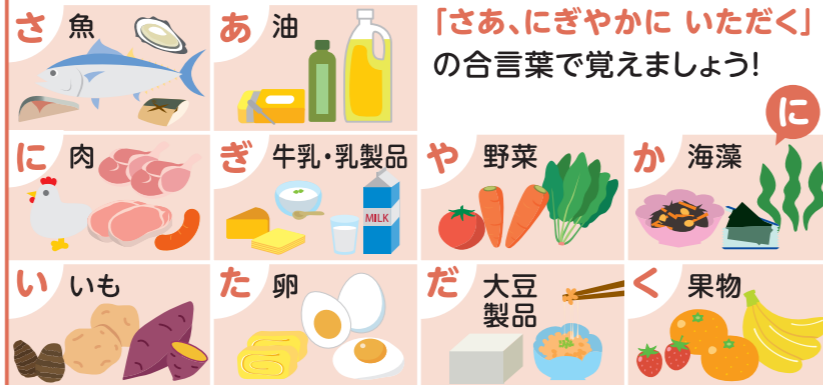 さ 魚
あ 油
「さあ、にぎやかに いただく」
の合言葉で覚えましょう!
に 肉
ぎ 牛乳・乳製品
MILK
や 野菜
か 海藻
に
い いも
た 卵
だ 大豆
製品
く 果物